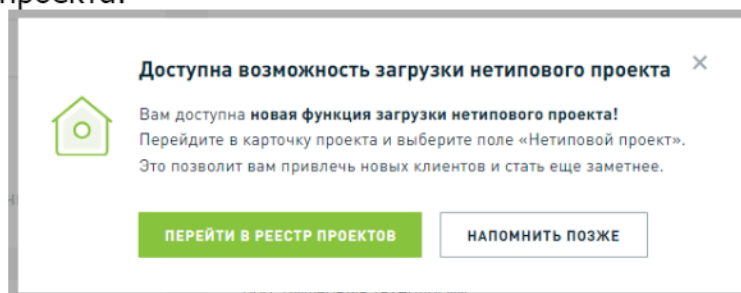 проекта.
Доступна возможность загрузки нетипового проекта
Вам доступна новая функция загрузки нетипового проекта!
Перейдите в карточку проекта и выберите поле «Нетиповой проект».
Это позволит вам привлечь новых клиентов и стать еще заметнее.
ПЕРЕЙТИ В РЕЕСТР ПРОЕКТОВ
НАПОМНИТЬ ПОЗЖЕ